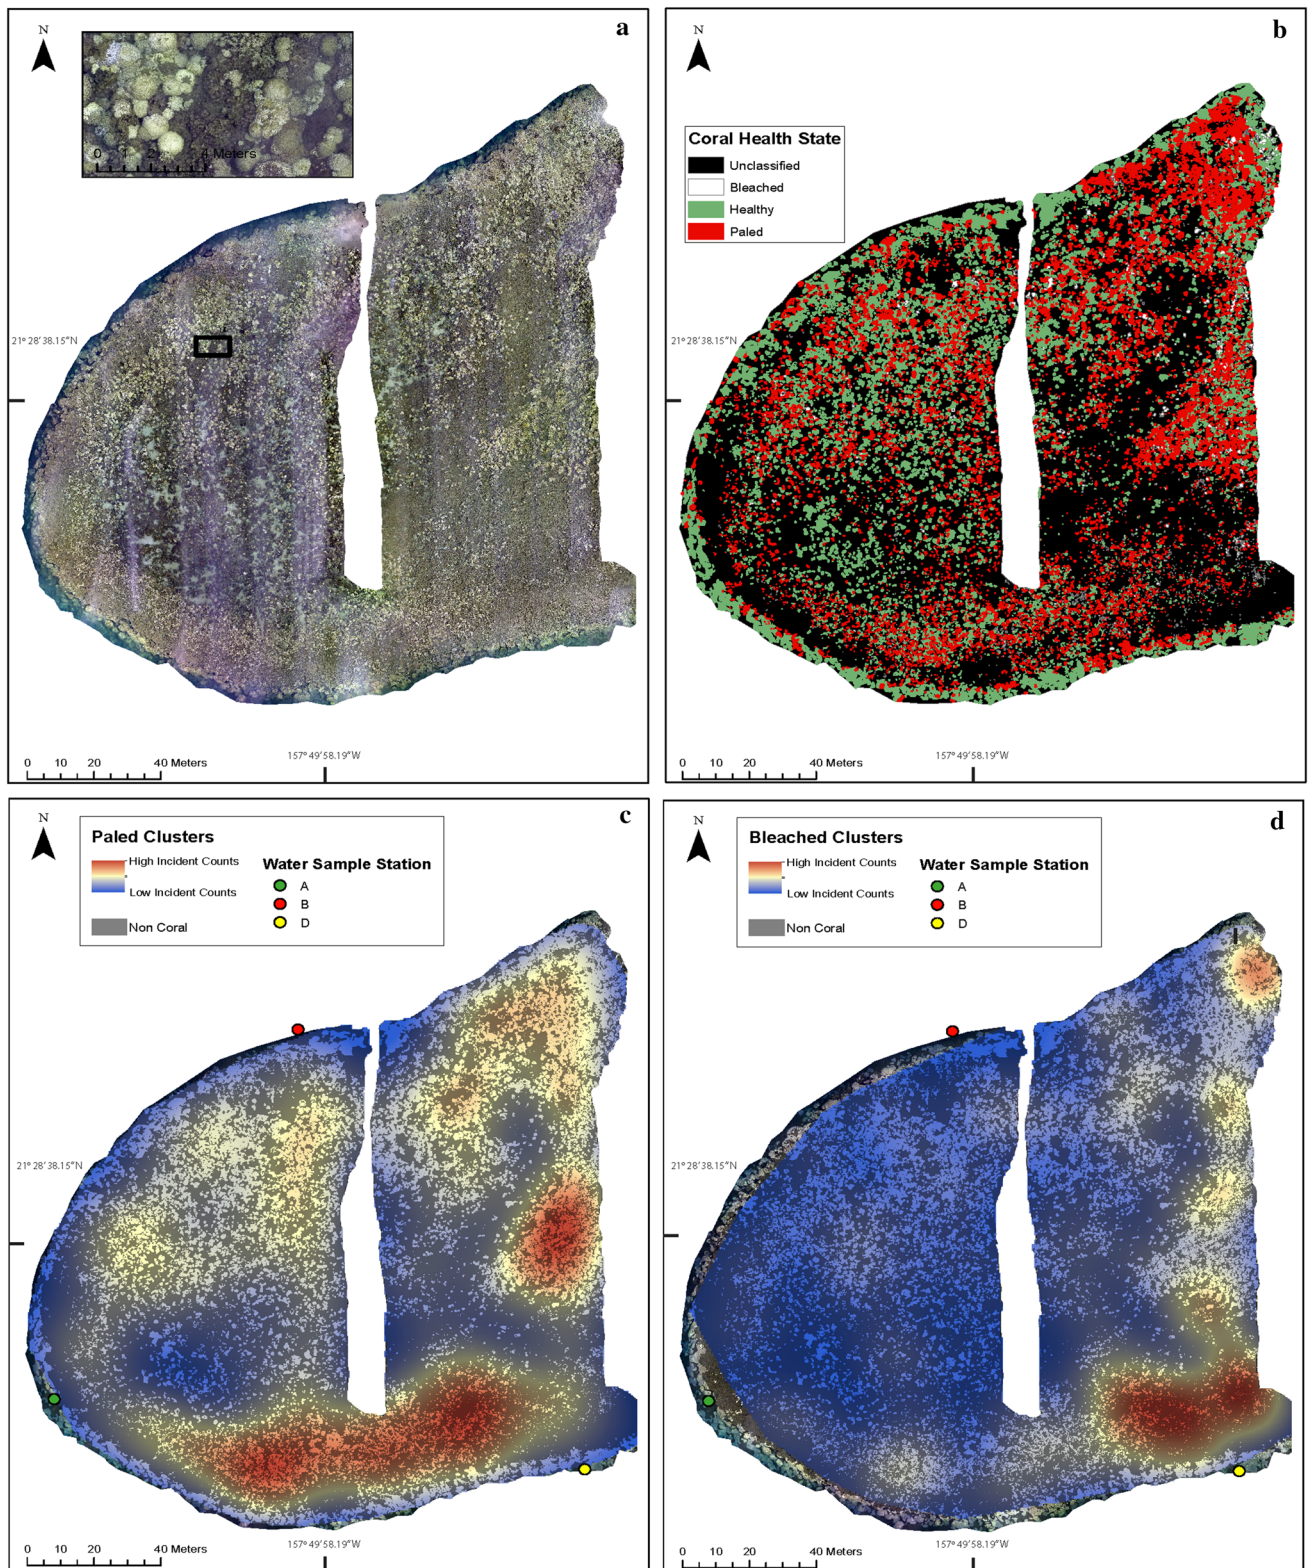 a
N
0 1 2 4 Meters
21° 28′ 38.15″N
157° 49′ 58.19″W
0 10 20 40 Meters
b
N
Coral Health State
Unclassified
Bleached
Healthy
Paled
21° 28′ 38.15″N
157° 49′ 58.19″W
0 10 20 40 Meters
c
N
Paled Clusters
High Incident Counts
Low Incident Counts
Non Coral
Water Sample Station
A
B
D
21° 28′ 38.15″N
157° 49′ 58.19″W
0 10 20 40 Meters
d
N
Bleached Clusters
High Incident Counts
Low Incident Counts
Non Coral
Water Sample Station
A
B
D
21° 28′ 38.15″N
157° 49′ 58.19″W
0 10 20 40 Meters